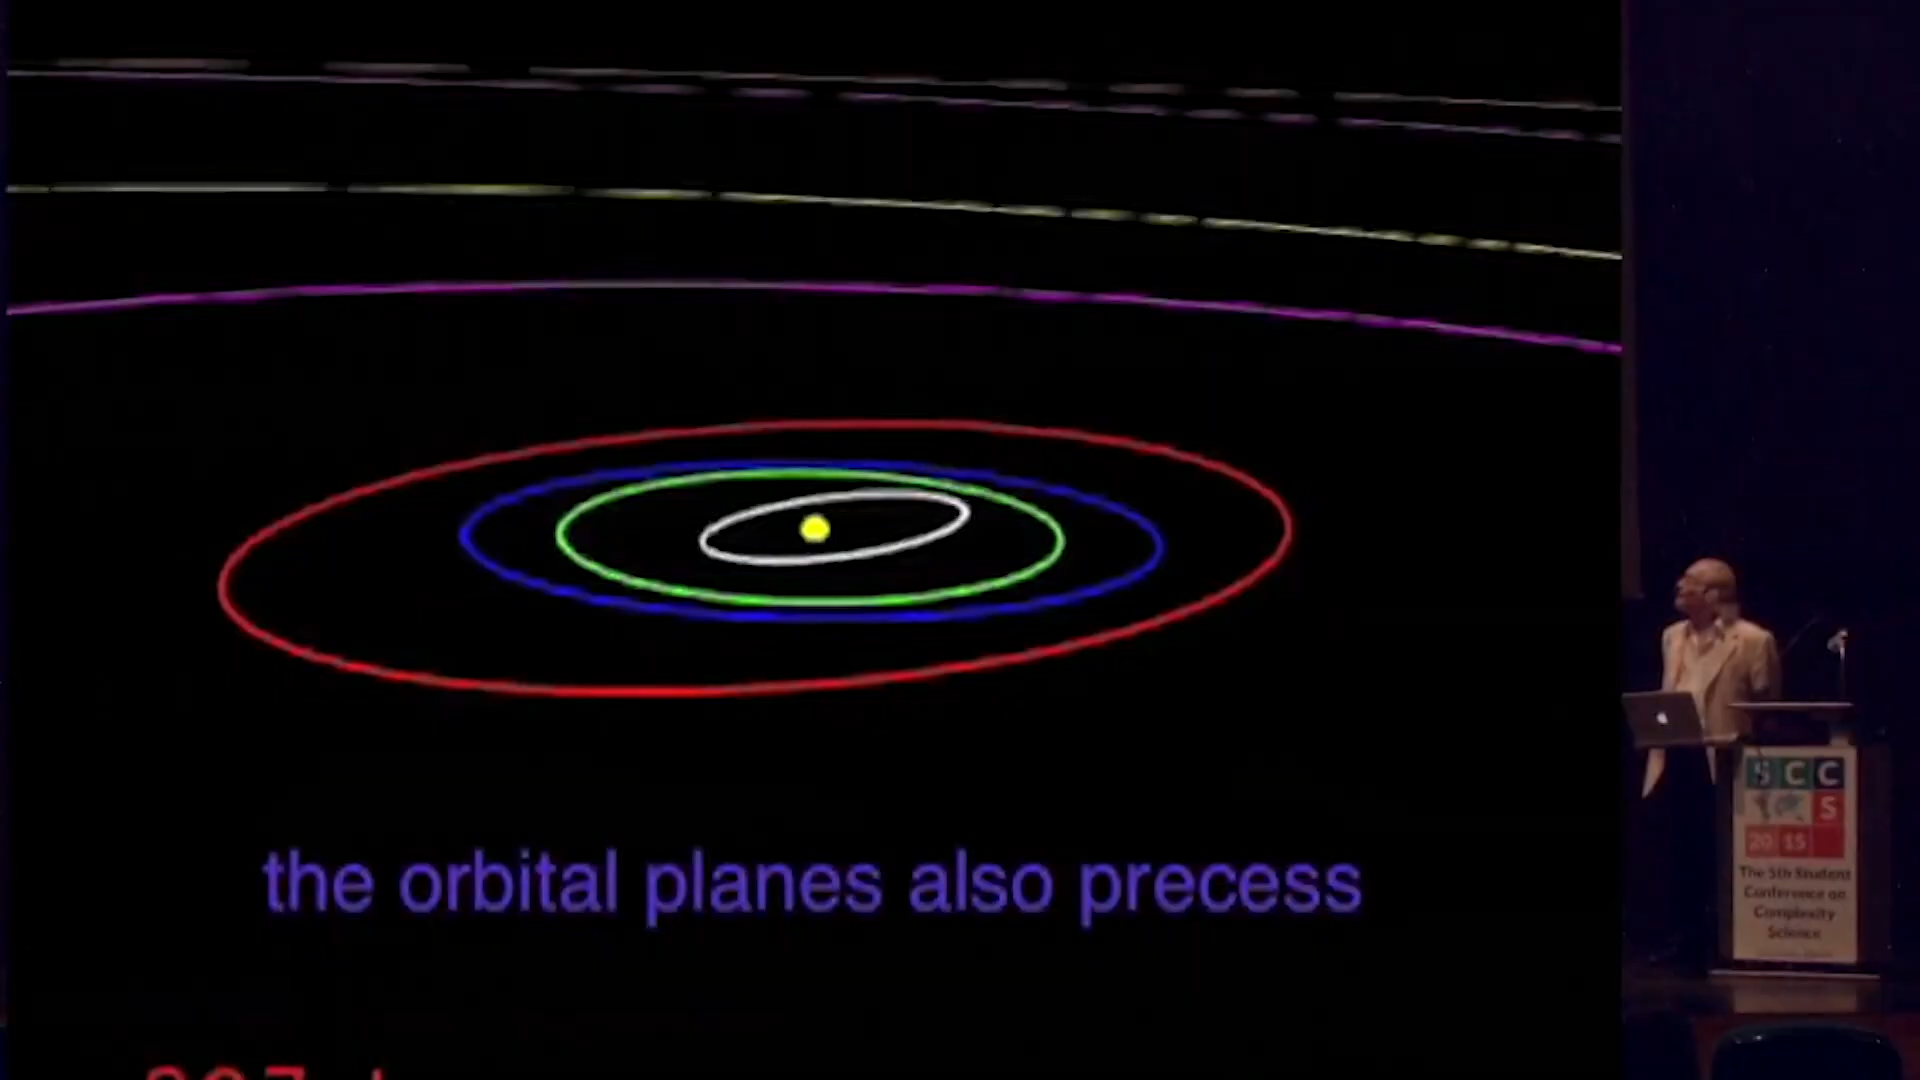 the orbital planes also precess
S C C
S
20 15
The 5th Student
Conference on
Complexity
Science